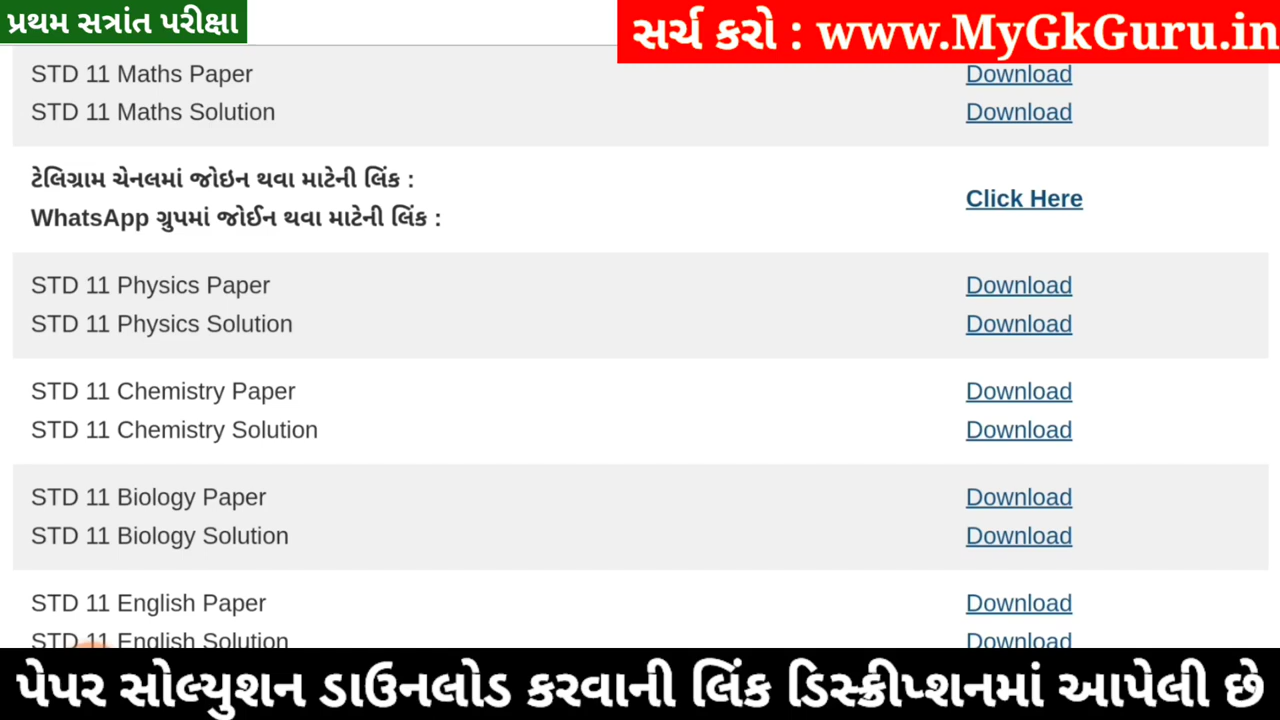 પ્રથમ સત્રાંત પરીક્ષા
સર્ચ કરો : www.MyGkGuru.in
STD 11 Maths Paper Download
STD 11 Maths Solution Download
ટેલિગ્રામ ચેનલમાં જોઇન થવા માટેની લિંક :
Click Here
WhatsApp ગ્રુપમાં જોઈન થવા માટેની લિંક :
STD 11 Physics Paper Download
STD 11 Physics Solution Download
STD 11 Chemistry Paper Download
STD 11 Chemistry Solution Download
STD 11 Biology Paper Download
STD 11 Biology Solution Download
STD 11 English Paper Download
STD 11 English Solution Download
પેપર સોલ્યુશન ડાઉનલોડ કરવાની લિંક ડિસ્ક્રીપ્શનમાં આપેલી છે